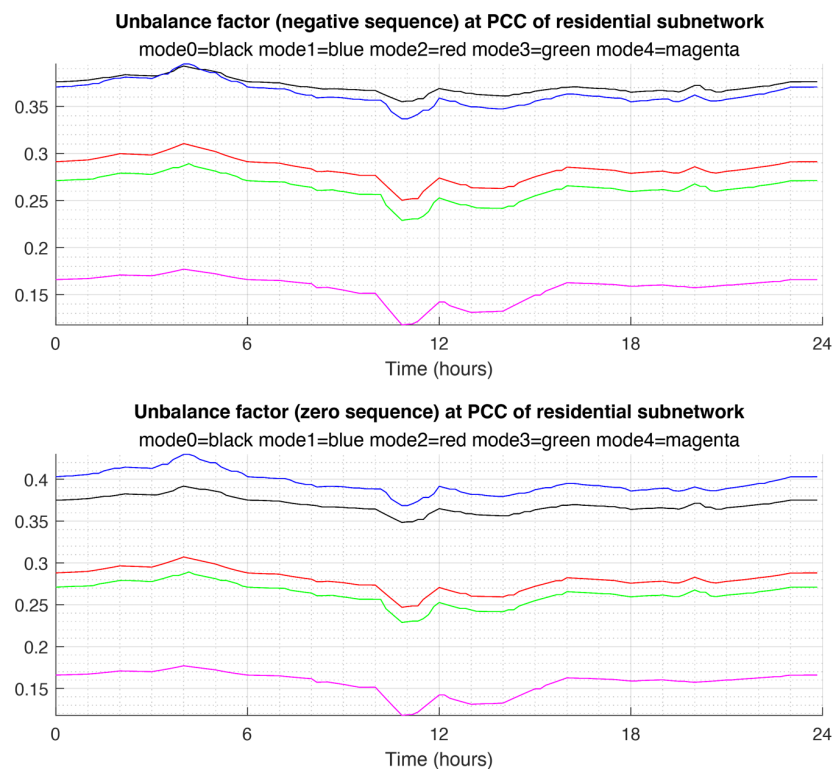 Unbalance factor (negative sequence) at PCC of residential subnetwork
mode0=black mode1=blue mode2=red mode3=green mode4=magenta
0.35
0.3
0.25
0.2
0.15
0 6 12 18 24
Time (hours)
Unbalance factor (zero sequence) at PCC of residential subnetwork
mode0=black mode1=blue mode2=red mode3=green mode4=magenta
0.4
0.35
0.3
0.25
0.2
0.15
0 6 12 18 24
Time (hours)